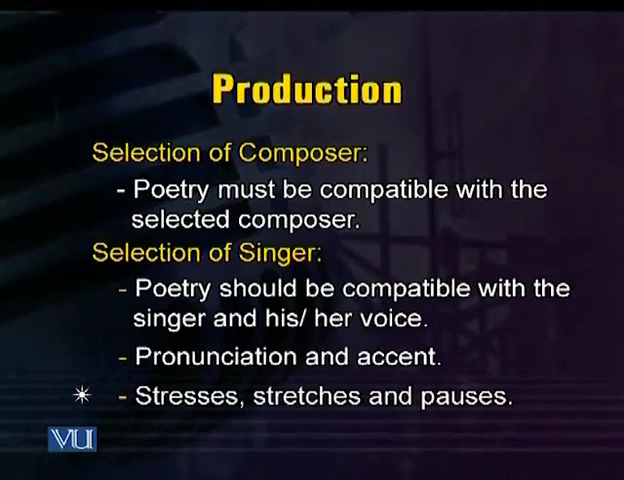 Production
Selection of Composer:
- Poetry must be compatible with the
selected composer.
Selection of Singer:
- Poetry should be compatible with the
singer and his/ her voice.
- Pronunciation and accent.
- Stresses, stretches and pauses.
VU